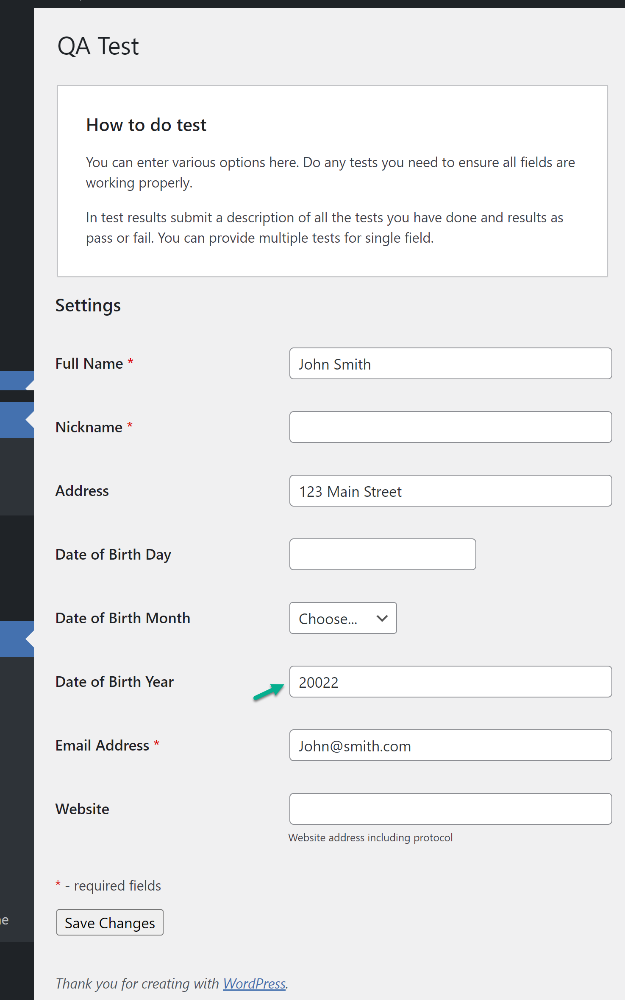 QA Test
How to do test
You can enter various options here. Do any tests you need to ensure all fields are
working properly.
In test results submit a description of all the tests you have done and results as
pass or fail. You can provide multiple tests for single field.
Settings
Full Name *
John Smith
Nickname *
Address
123 Main Street
Date of Birth Day
Date of Birth Month
Choose...
Date of Birth Year
20022
Email Address *
John@smith.com
Website
Website address including protocol
* - required fields
Save Changes
Thank you for creating with WordPress.